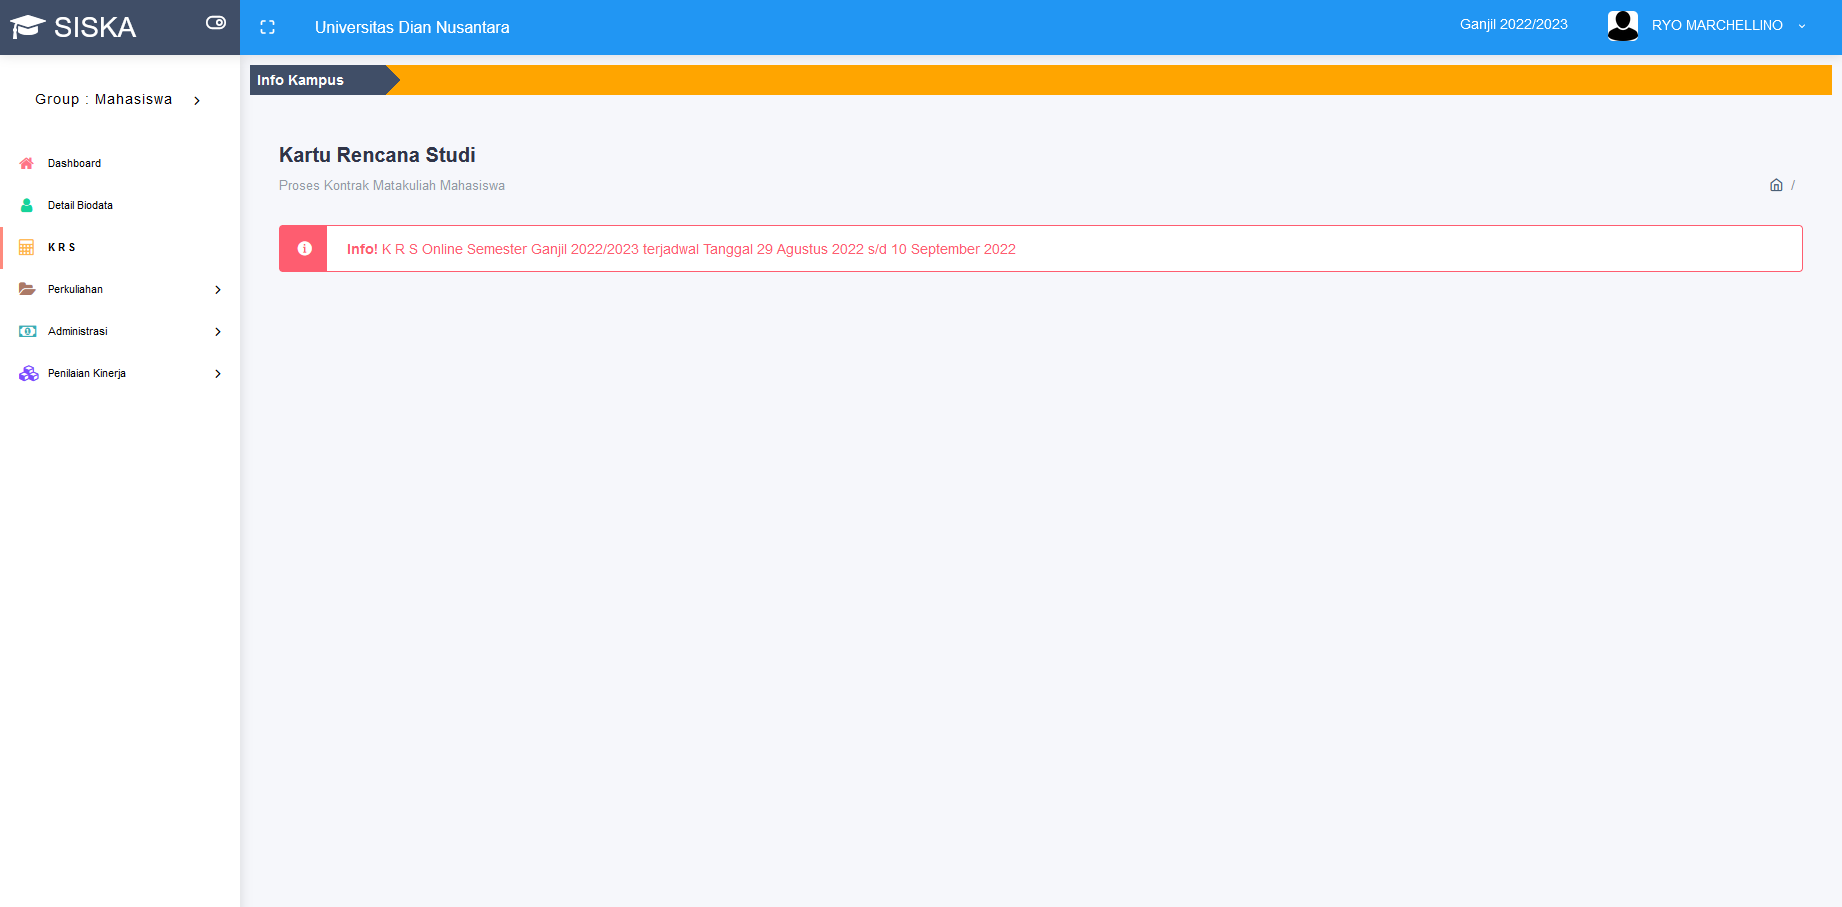 SISKA
Universitas Dian Nusantara
Ganjil 2022/2023
RYO MARCHELLINO
Group : Mahasiswa
Dashboard
Detail Biodata
K R S
Perkuliahan
Administrasi
Penilaian Kinerja
Info Kampus
Kartu Rencana Studi
Proses Kontrak Matakuliah Mahasiswa
/
Info! K R S Online Semester Ganjil 2022/2023 terjadwal Tanggal 29 Agustus 2022 s/d 10 September 2022